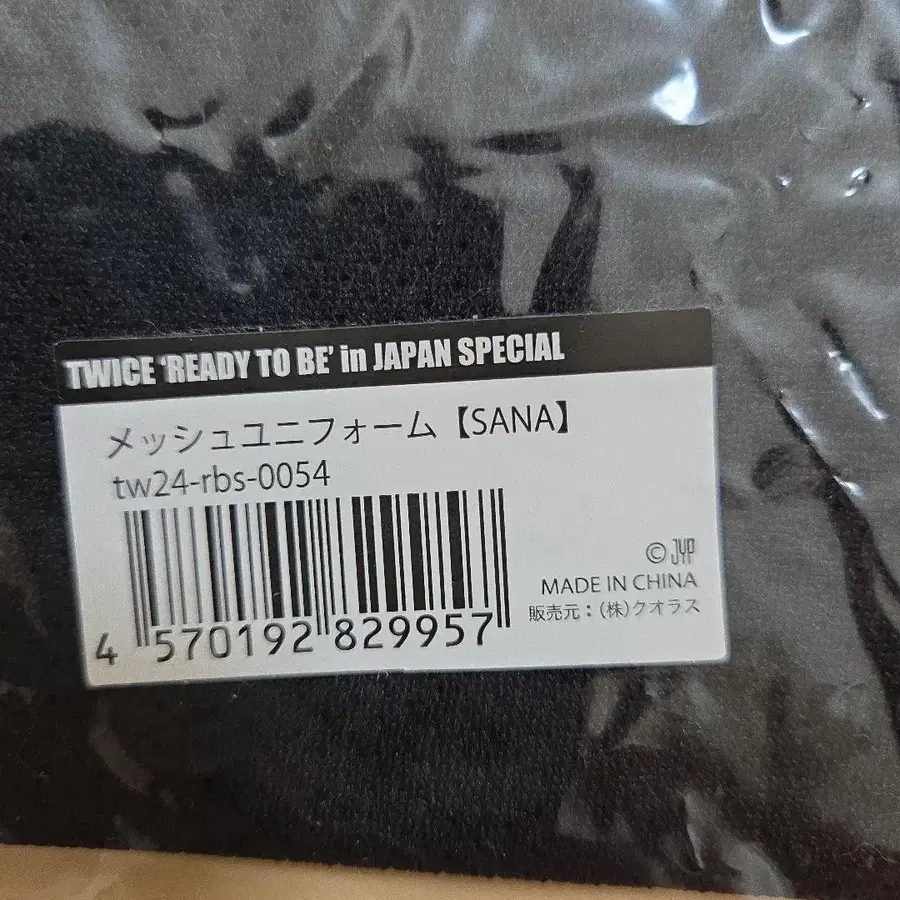 TWICE 'READY TO BE' in JAPAN SPECIAL
メッシュユニフォーム【SANA】
tw24-rbs-0054
4 570192 829957
© JYP
MADE IN CHINA
販売元：(株)クオラス